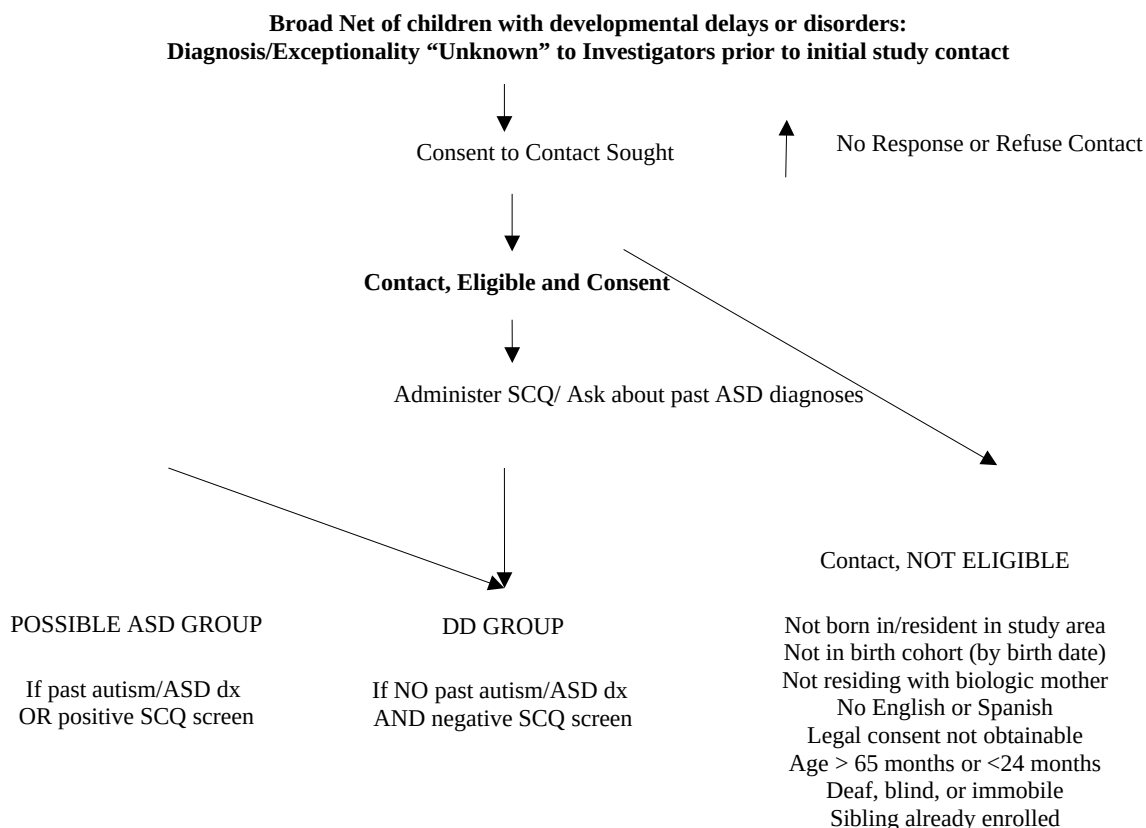 Broad Net of children with developmental delays or disorders:
Diagnosis/Exceptionality “Unknown” to Investigators prior to initial study contact
Consent to Contact Sought
No Response or Refuse Contact
Contact, Eligible and Consent
Administer SCQ/ Ask about past ASD diagnoses
POSSIBLE ASD GROUP
If past autism/ASD dx
OR positive SCQ screen
DD GROUP
If NO past autism/ASD dx
AND negative SCQ screen
Contact, NOT ELIGIBLE
Not born in/resident in study area
Not in birth cohort (by birth date)
Not residing with biologic mother
No English or Spanish
Legal consent not obtainable
Age > 65 months or <24 months
Deaf, blind, or immobile
Sibling already enrolled